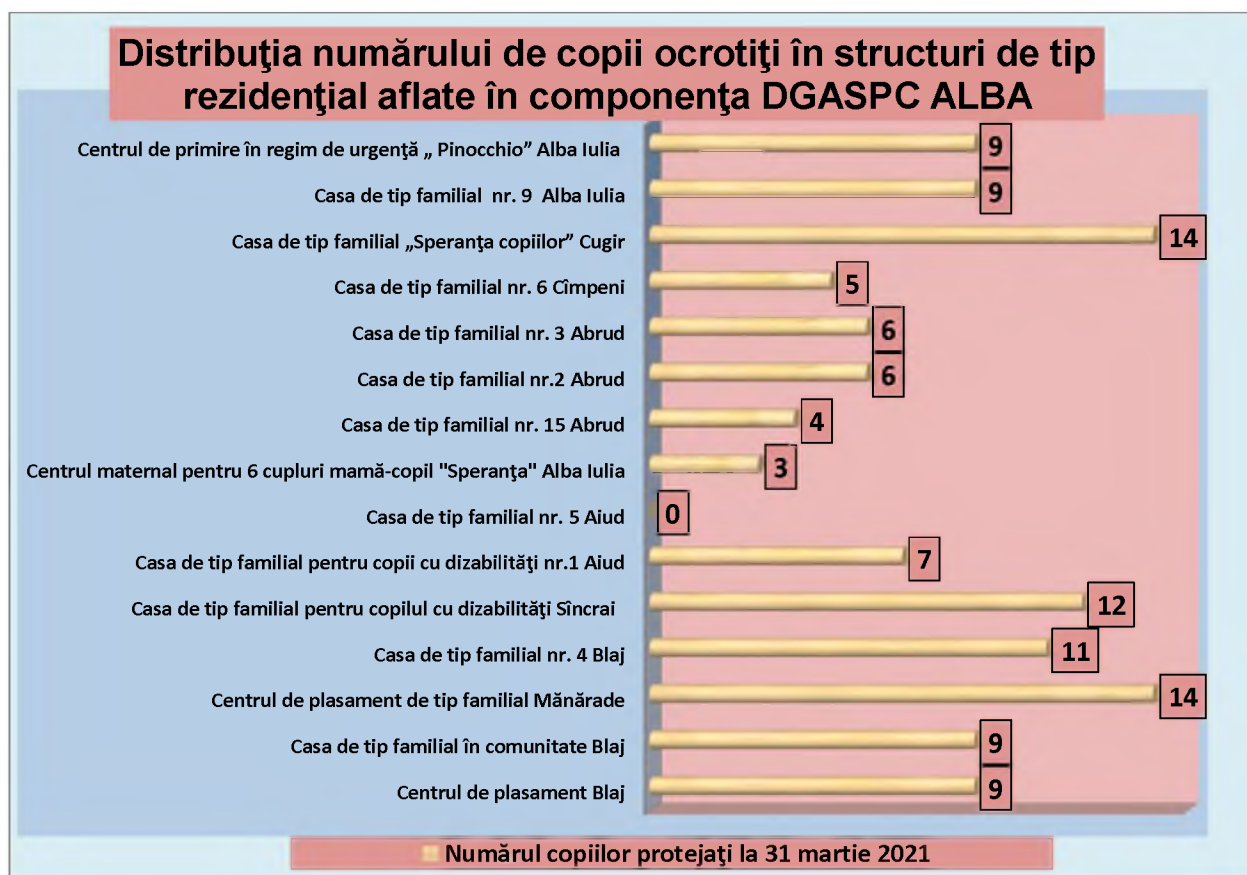 Distribuţia numărului de copii ocrotiţi în structuri de tip
rezidenţial aflate în componenţa DGASPC ALBA
Centrul de primire în regim de urgenţă „ Pinocchio” Alba Iulia 9
Casa de tip familial nr. 9 Alba Iulia 9
Casa de tip familial „Speranţa copiilor” Cugir 14
Casa de tip familial nr. 6 Cîmpeni 5
Casa de tip familial nr. 3 Abrud 6
Casa de tip familial nr.2 Abrud 6
Casa de tip familial nr. 15 Abrud 4
Centrul maternal pentru 6 cupluri mamă-copil "Speranţa" Alba Iulia 3
Casa de tip familial nr. 5 Aiud 0
Casa de tip familial pentru copii cu dizabilităţi nr.1 Aiud 7
Casa de tip familial pentru copilul cu dizabilităţi Sîncrai 12
Casa de tip familial nr. 4 Blaj 11
Centrul de plasament de tip familial Mănărade 14
Casa de tip familial în comunitate Blaj 9
Centrul de plasament Blaj 9
Numărul copiilor protejaţi la 31 martie 2021